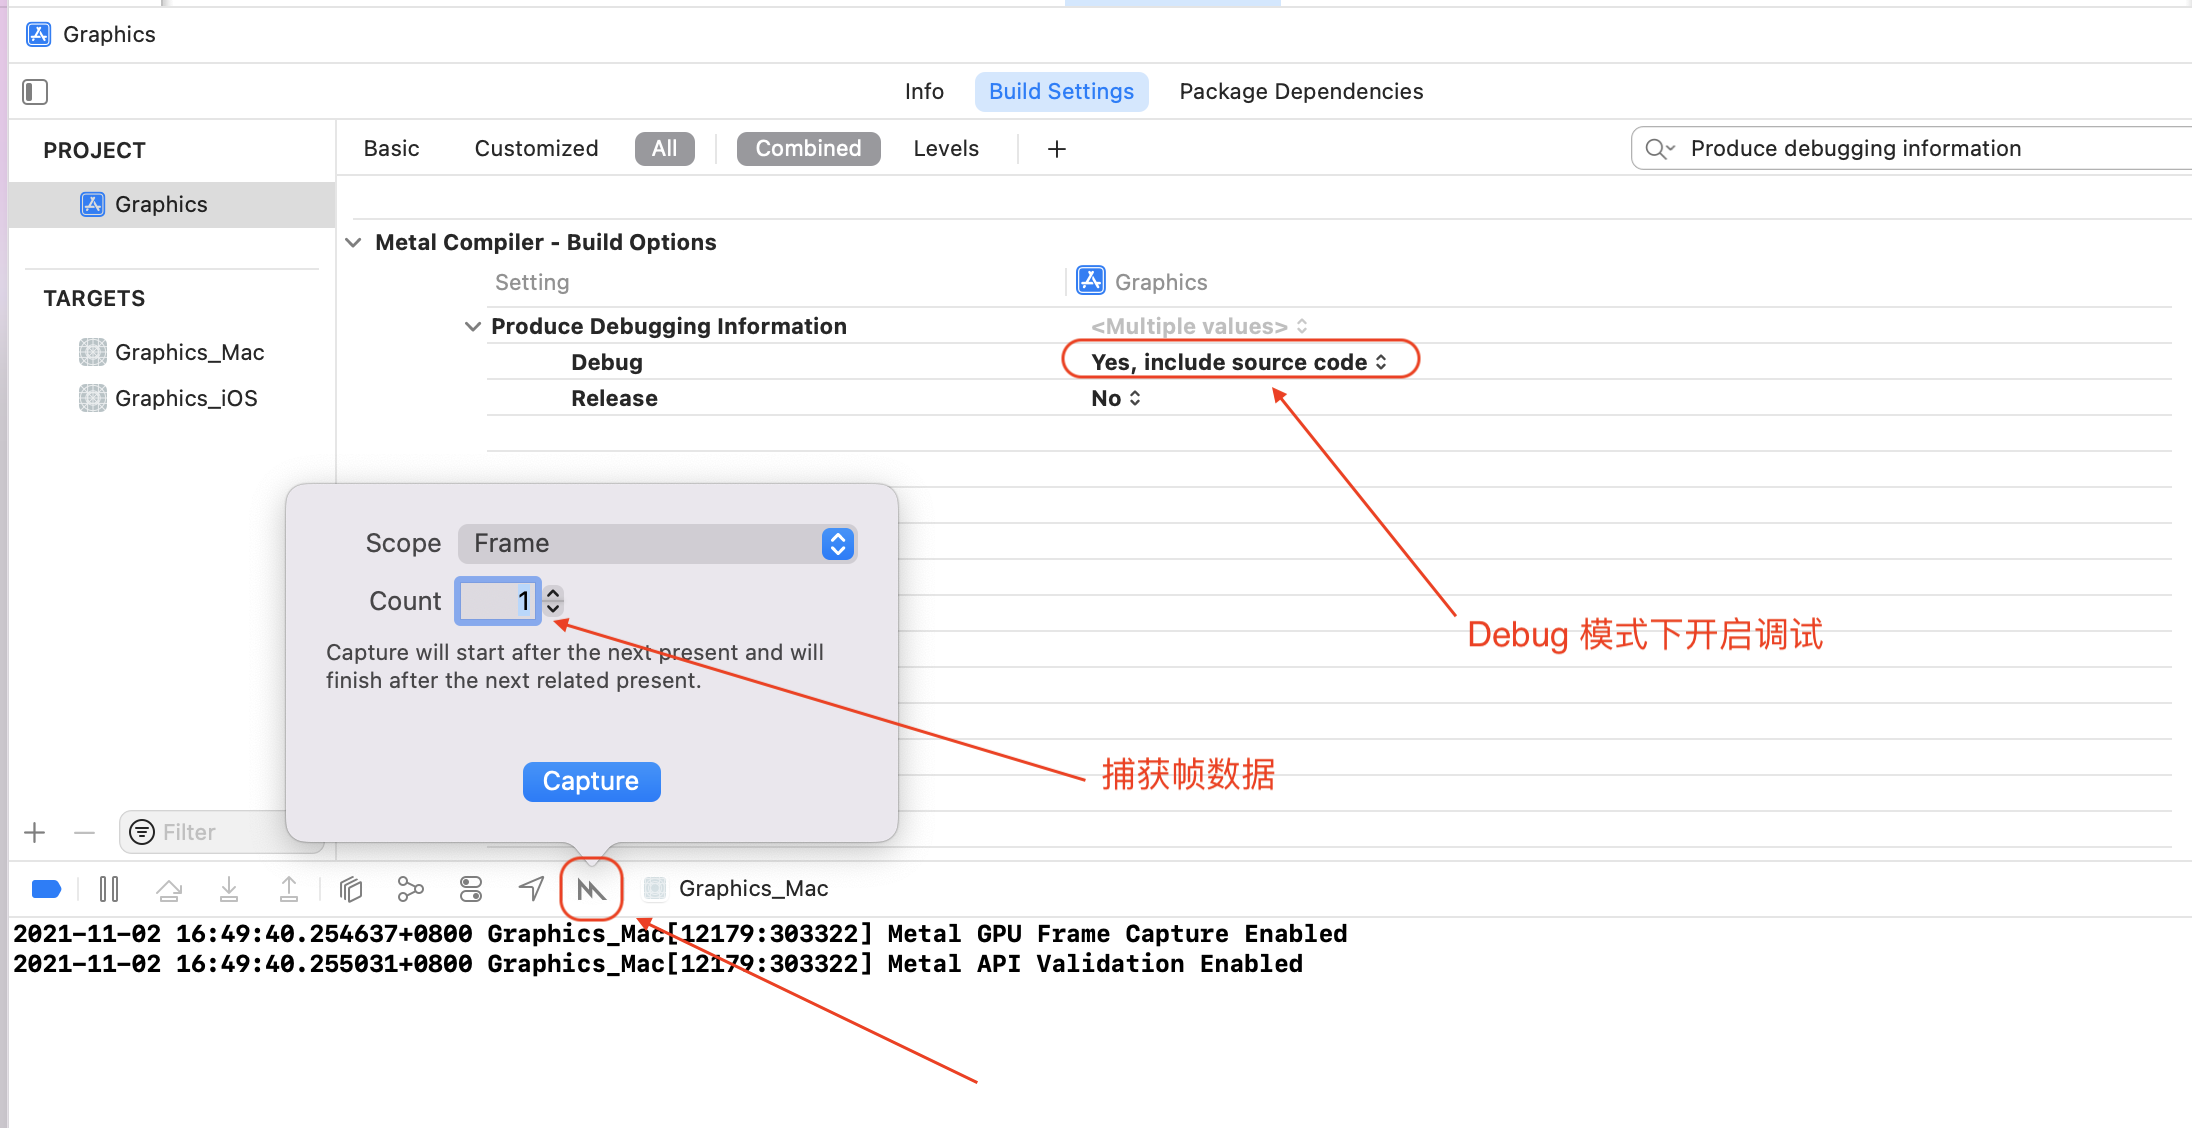 Graphics
Info Build Settings Package Dependencies
PROJECT
Basic Customized All Combined Levels
Produce debugging information
Graphics
Metal Compiler - Build Options
Setting Graphics
TARGETS
Produce Debugging Information <Multiple values>
Graphics_Mac
Debug Yes, include source code
Graphics_iOS
Release No
Scope Frame
Count 1
Capture will start after the next present and will
finish after the next related present.
Debug 模式下开启调试
捕获帧数据
Capture
Filter
Graphics_Mac
2021-11-02 16:49:40.254637+0800 Graphics_Mac[12179:303322] Metal GPU Frame Capture Enabled
2021-11-02 16:49:40.255031+0800 Graphics_Mac[12179:303322] Metal API Validation Enabled